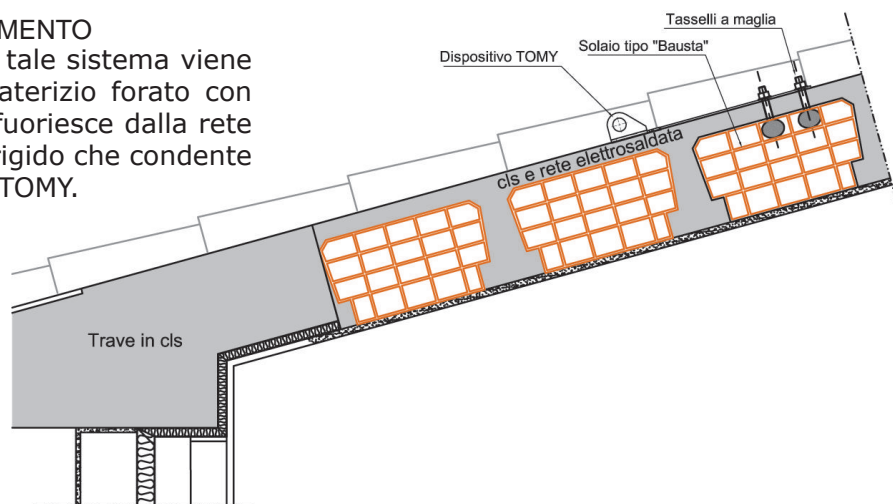 MENTO
tale sistema viene
aterizio forato con
fuoriesce dalla rete
rigido che condente
TOMY.
Tasselli a maglia
Solaio tipo "Bausta"
Dispositivo TOMY
cls e rete elettrosaldata
Trave in cls